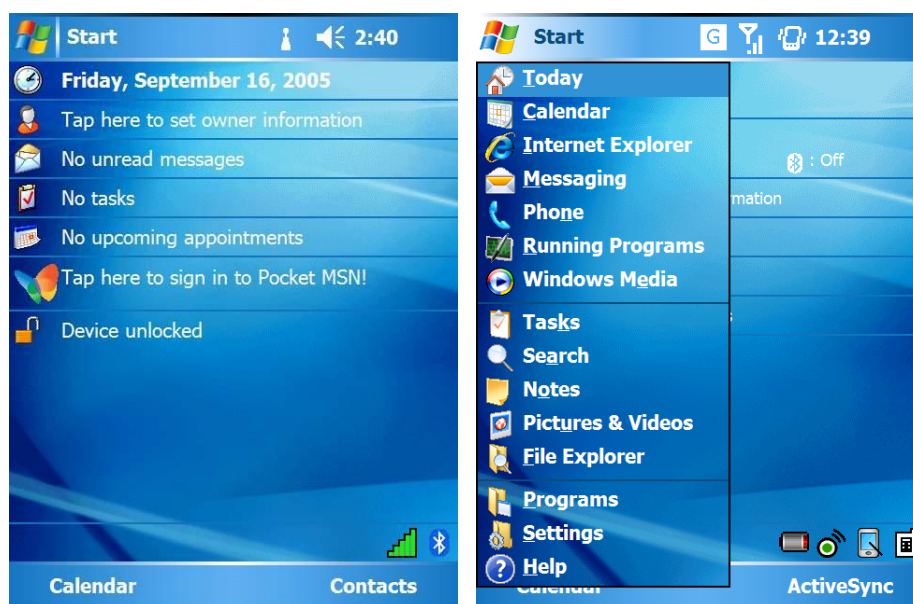 Start 2:40
Friday, September 16, 2005
Tap here to set owner information
No unread messages
No tasks
No upcoming appointments
Tap here to sign in to Pocket MSN!
Device unlocked
Calendar Contacts
Start G 12:39
Today
Calendar
Internet Explorer
: Off
Messaging
mation
Phone
Running Programs
Windows Media
Tasks
Search
Notes
Pictures & Videos
File Explorer
Programs
Settings
Help
Calendar ActiveSync